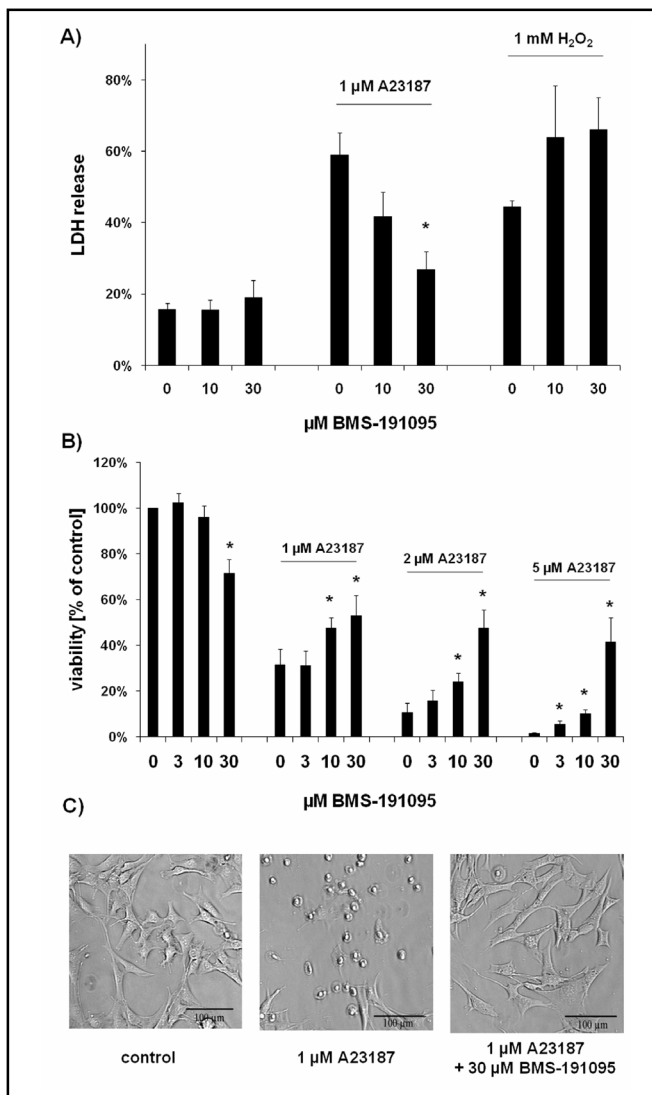 A)
1 mM H₂O₂
1 µM A23187
80%
60%
40%
20%
0%
LDH release
*
0 10 30 0 10 30 0 10 30
µM BMS-191095
B)
120%
100%
80%
60%
40%
20%
0%
viability [% of control]
*
1 µM A23187
* *
2 µM A23187
* *
5 µM A23187
* * *
0 3 10 30 0 3 10 30 0 3 10 30 0 3 10 30
µM BMS-191095
C)
100 µm 100 µm 100 µm
control
1 µM A23187
1 µM A23187
+ 30 µM BMS-191095